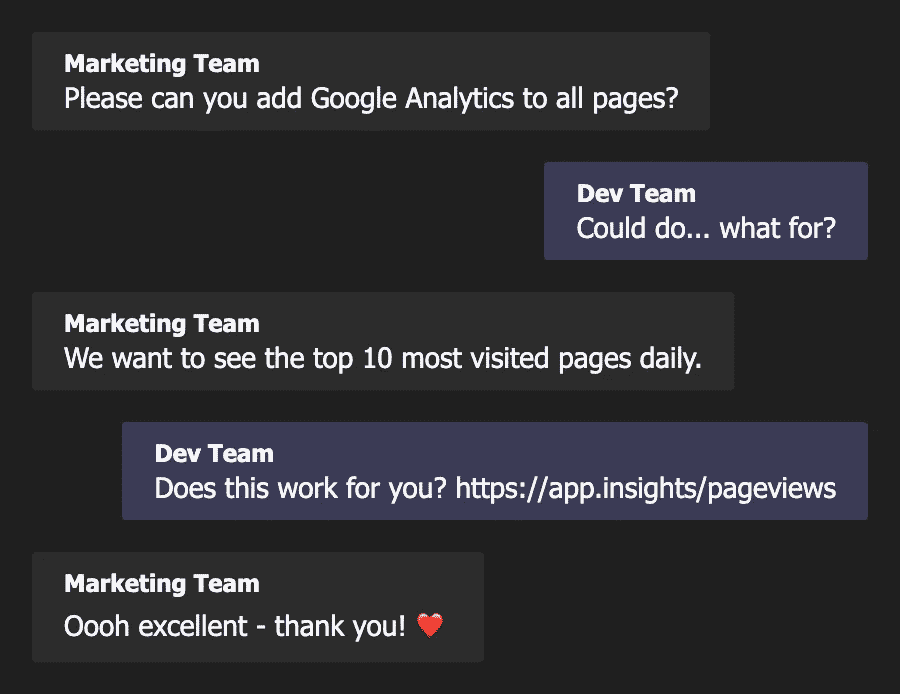 Marketing Team
Please can you add Google Analytics to all pages?
Dev Team
Could do... what for?
Marketing Team
We want to see the top 10 most visited pages daily.
Dev Team
Does this work for you? https://app.insights/pageviews
Marketing Team
Oooh excellent - thank you! ❤️